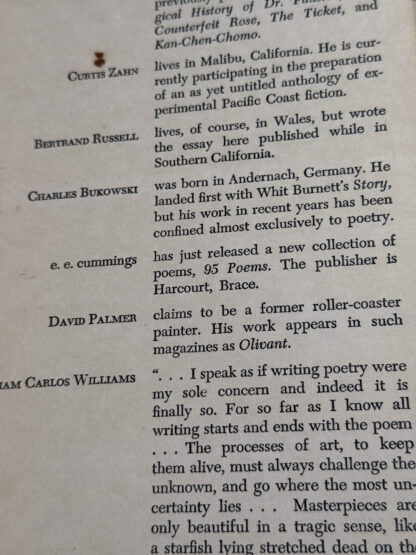 previously p
gical History of Dr.
Counterfeit Rose, The Ticket, and
Kan-Chen-Chomo.
CURTIS ZAHN lives in Malibu, California. He is cur-
rently participating in the preparation
of an as yet untitled anthology of ex-
perimental Pacific Coast fiction.
BERTRAND RUSSELL lives, of course, in Wales, but wrote
the essay here published while in
Southern California.
CHARLES BUKOWSKI was born in Andernach, Germany. He
landed first with Whit Burnett's Story,
but his work in recent years has been
confined almost exclusively to poetry.
e. e. cummings has just released a new collection of
poems, 95 Poems. The publisher is
Harcourt, Brace.
DAVID PALMER claims to be a former roller-coaster
painter. His work appears in such
magazines as Olivant.
IAM CARLOS WILLIAMS ". . . I speak as if writing poetry were
my sole concern and indeed it is
finally so. For so far as I know all
writing starts and ends with the poem
. . . The processes of art, to keep
them alive, must always challenge the
unknown, and go where the most un-
certainty lies . . . Masterpieces are
only beautiful in a tragic sense, like
a starfish lying stretched dead on th